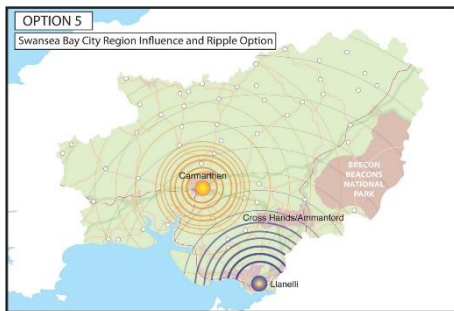 OPTION 5
Swansea Bay City Region Influence and Ripple Option
Carmarthen
BRECON
BEACONS
NATIONAL
PARK
Cross Hands/Ammanford
Llanelli